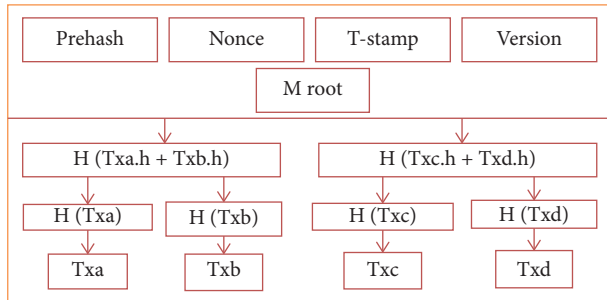 Prehash Nonce T-stamp Version
M root
H (Txa.h + Txb.h) H (Txc.h + Txd.h)
H (Txa) H (Txb) H (Txc) H (Txd)
Txa Txb Txc Txd